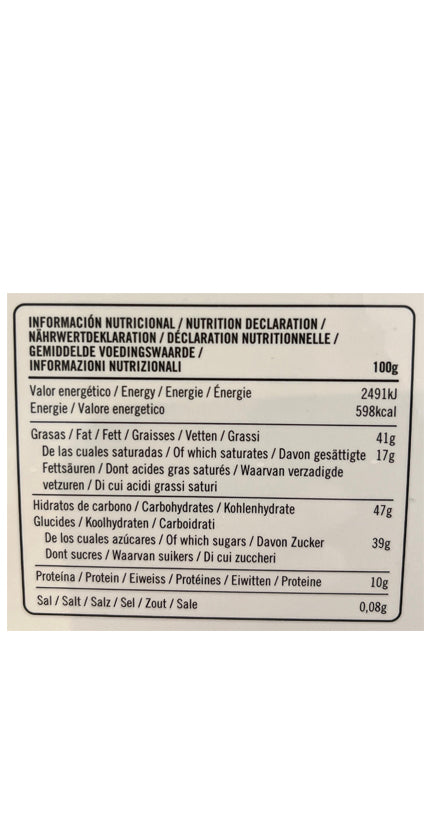 INFORMACIÓN NUTRICIONAL / NUTRITION DECLARATION /
NÄHRWERTDEKLARATION / DÉCLARATION NUTRITIONNELLE /
GEMIDDELDE VOEDINGSWAARDE /
INFORMAZIONI NUTRIZIONALI 100g
Valor energético / Energy / Energie / Énergie 2491kJ
Energie / Valore energetico 598kcal
Grasas / Fat / Fett / Graisses / Vetten / Grassi 41g
De las cuales saturadas / Of which saturates / Davon gesättigte 17g
Fettsäuren / Dont acides gras saturés / Waarvan verzadigde
vetzuren / Di cui acidi grassi saturi
Hidratos de carbono / Carbohydrates / Kohlenhydrate 47g
Glucides / Koolhydraten / Carboidrati
De los cuales azúcares / Of which sugars / Davon Zucker 39g
Dont sucres / Waarvan suikers / Di cui zuccheri
Proteína / Protein / Eiweiss / Protéines / Eiwitten / Proteine 10g
Sal / Salt / Salz / Sel / Zout / Sale 0,08g